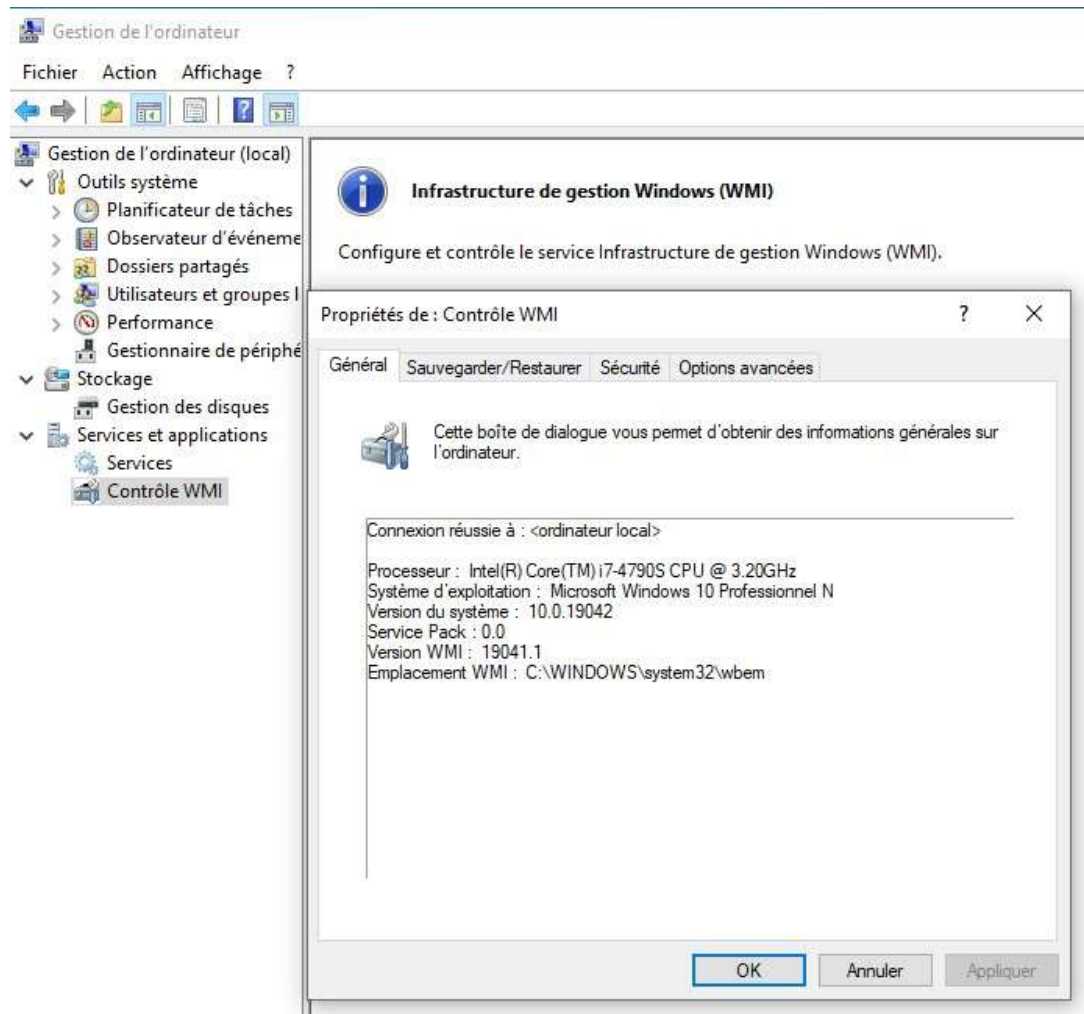 Gestion de l'ordinateur
Fichier Action Affichage ?
Gestion de l'ordinateur (local)
Outils système
Planificateur de tâches
Observateur d'événeme
Dossiers partagés
Utilisateurs et groupes l
Performance
Gestionnaire de périphé
Stockage
Gestion des disques
Services et applications
Services
Contrôle WMI
Infrastructure de gestion Windows (WMI)
Configure et contrôle le service Infrastructure de gestion Windows (WMI).
Propriétés de : Contrôle WMI ?
Général Sauvegarder/Restaurer Sécurité Options avancées
Cette boîte de dialogue vous permet d'obtenir des informations générales sur
l'ordinateur.
Connexion réussie à : <ordinateur local>
Processeur : Intel(R) Core(TM) i7-4790S CPU @ 3.20GHz
Système d'exploitation : Microsoft Windows 10 Professionnel N
Version du système : 10.0.19042
Service Pack : 0.0
Version WMI : 19041.1
Emplacement WMI : C:\WINDOWS\system32\wbem
OK Annuler Appliquer